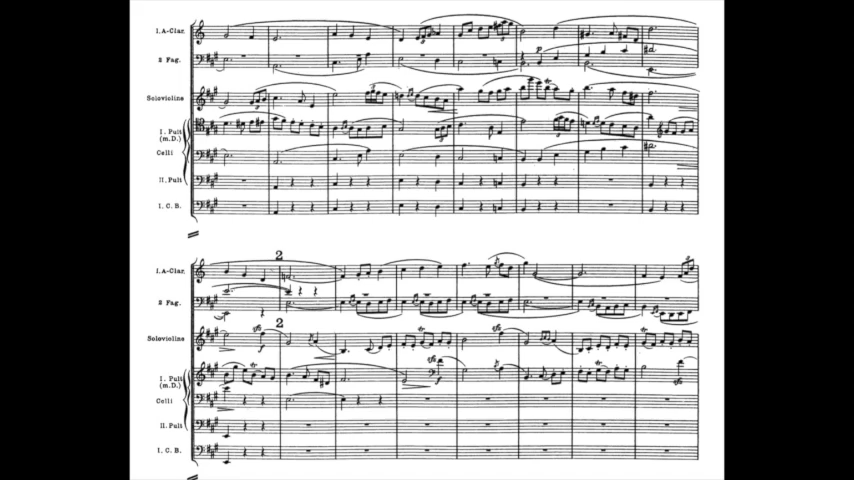 I. A-Clar.
2 Fag.
Solovioline
I. Pult
(m. D.)
Celli
II. Pult
I. C. B.
p
2
I. A-Clar.
2 Fag.
2
Solovioline
I. Pult
(m. D.)
Celli
II. Pult
I. C. B.